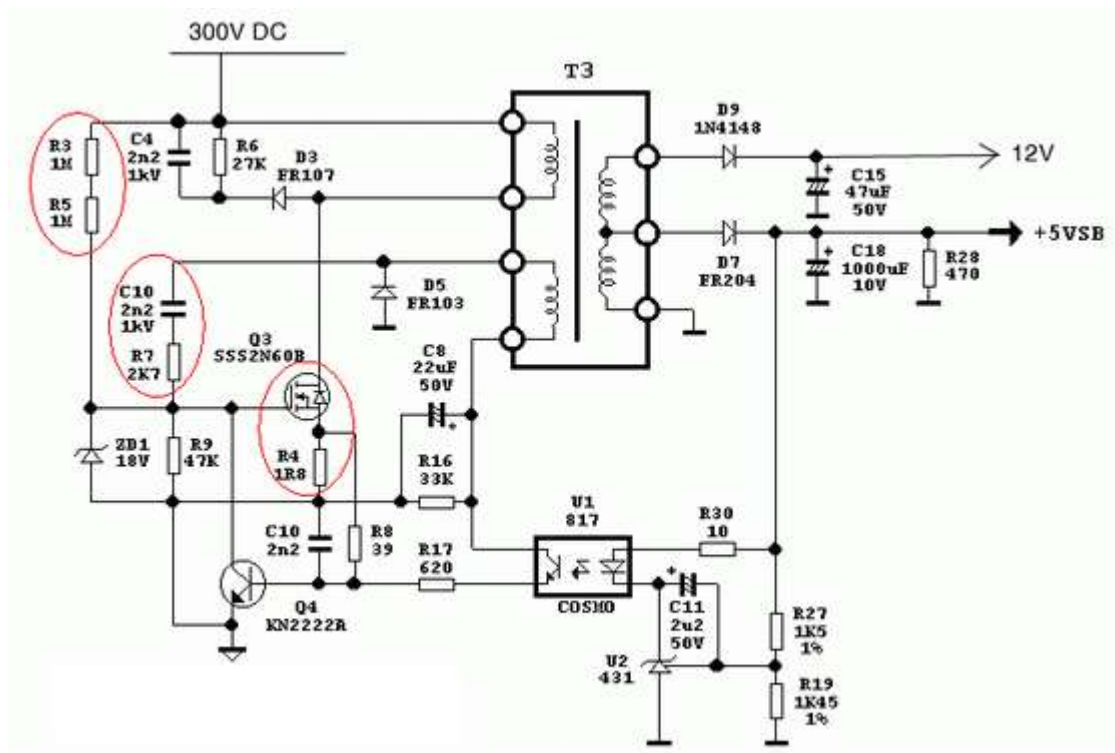 300V DC
T3
D9
1N4148
12V
R3
1M
C4
2n2
1kV
R6
27K
D3
FR107
C15
47uF
50V
R5
1M
+5VSB
D7
FR204
C18
1000uF
10V
R28
470
C10
2n2
1kV
D5
FR103
R7
2K7
Q3
SSS2N60B
C8
22uF
50V
ZD1
18V
R9
47K
R4
1R8
R16
33K
U1
817
R30
10
C10
2n2
R8
39
R17
620
COSMO
Q4
KN2222R
C11
2u2
50V
R27
1K5
1%
U2
431
R19
1K45
1%